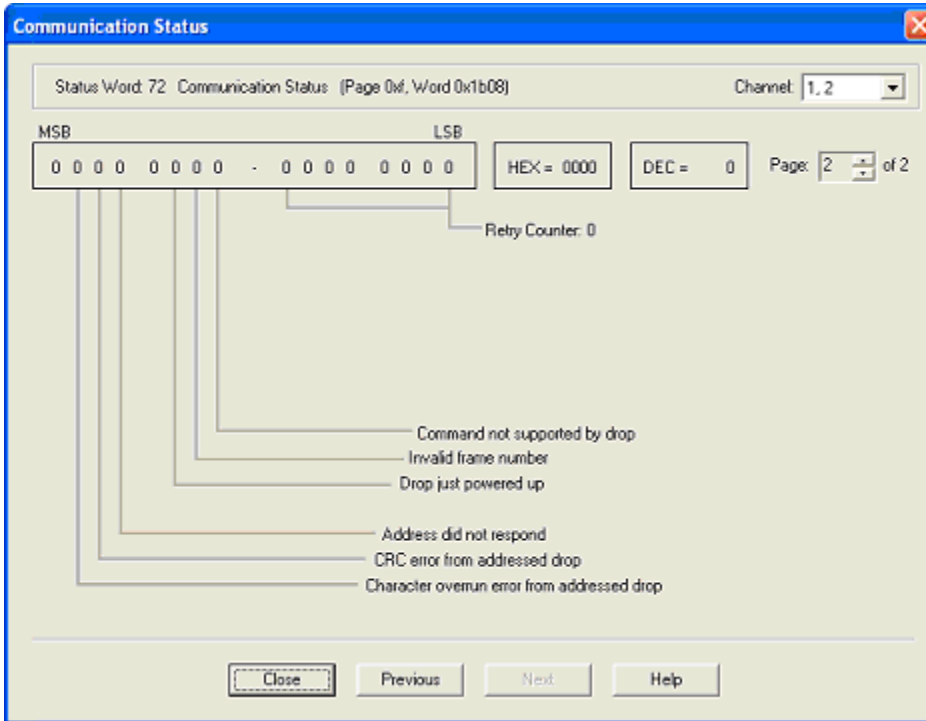 Communication Status
Status Word: 72 Communication Status (Page 0xf, Word 0x1b08)
Channel: 1, 2
MSB LSB
0 0 0 0 0 0 0 0 - 0 0 0 0 0 0 0 0
HEX = 0000
DEC = 0
Page: 2 of 2
Retry Counter: 0
Command not supported by drop
Invalid frame number
Drop just powered up
Address did not respond
CRC error from addressed drop
Character overrun error from addressed drop
Close Previous Next Help